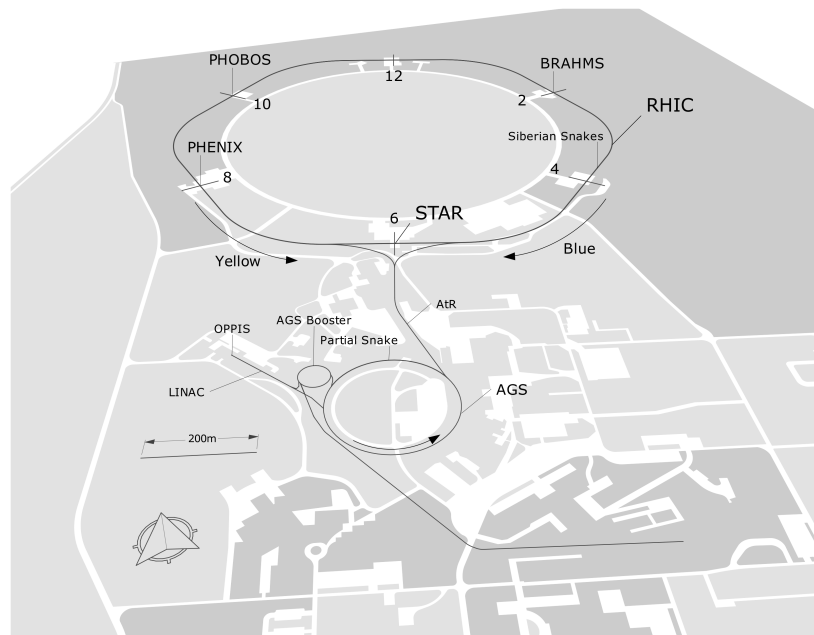 PHOBOS
12
BRAHMS
10
2
RHIC
Siberian Snakes
PHENIX
8
4
6
STAR
Yellow
Blue
AtR
AGS Booster
OPPIS
Partial Snake
LINAC
AGS
200m